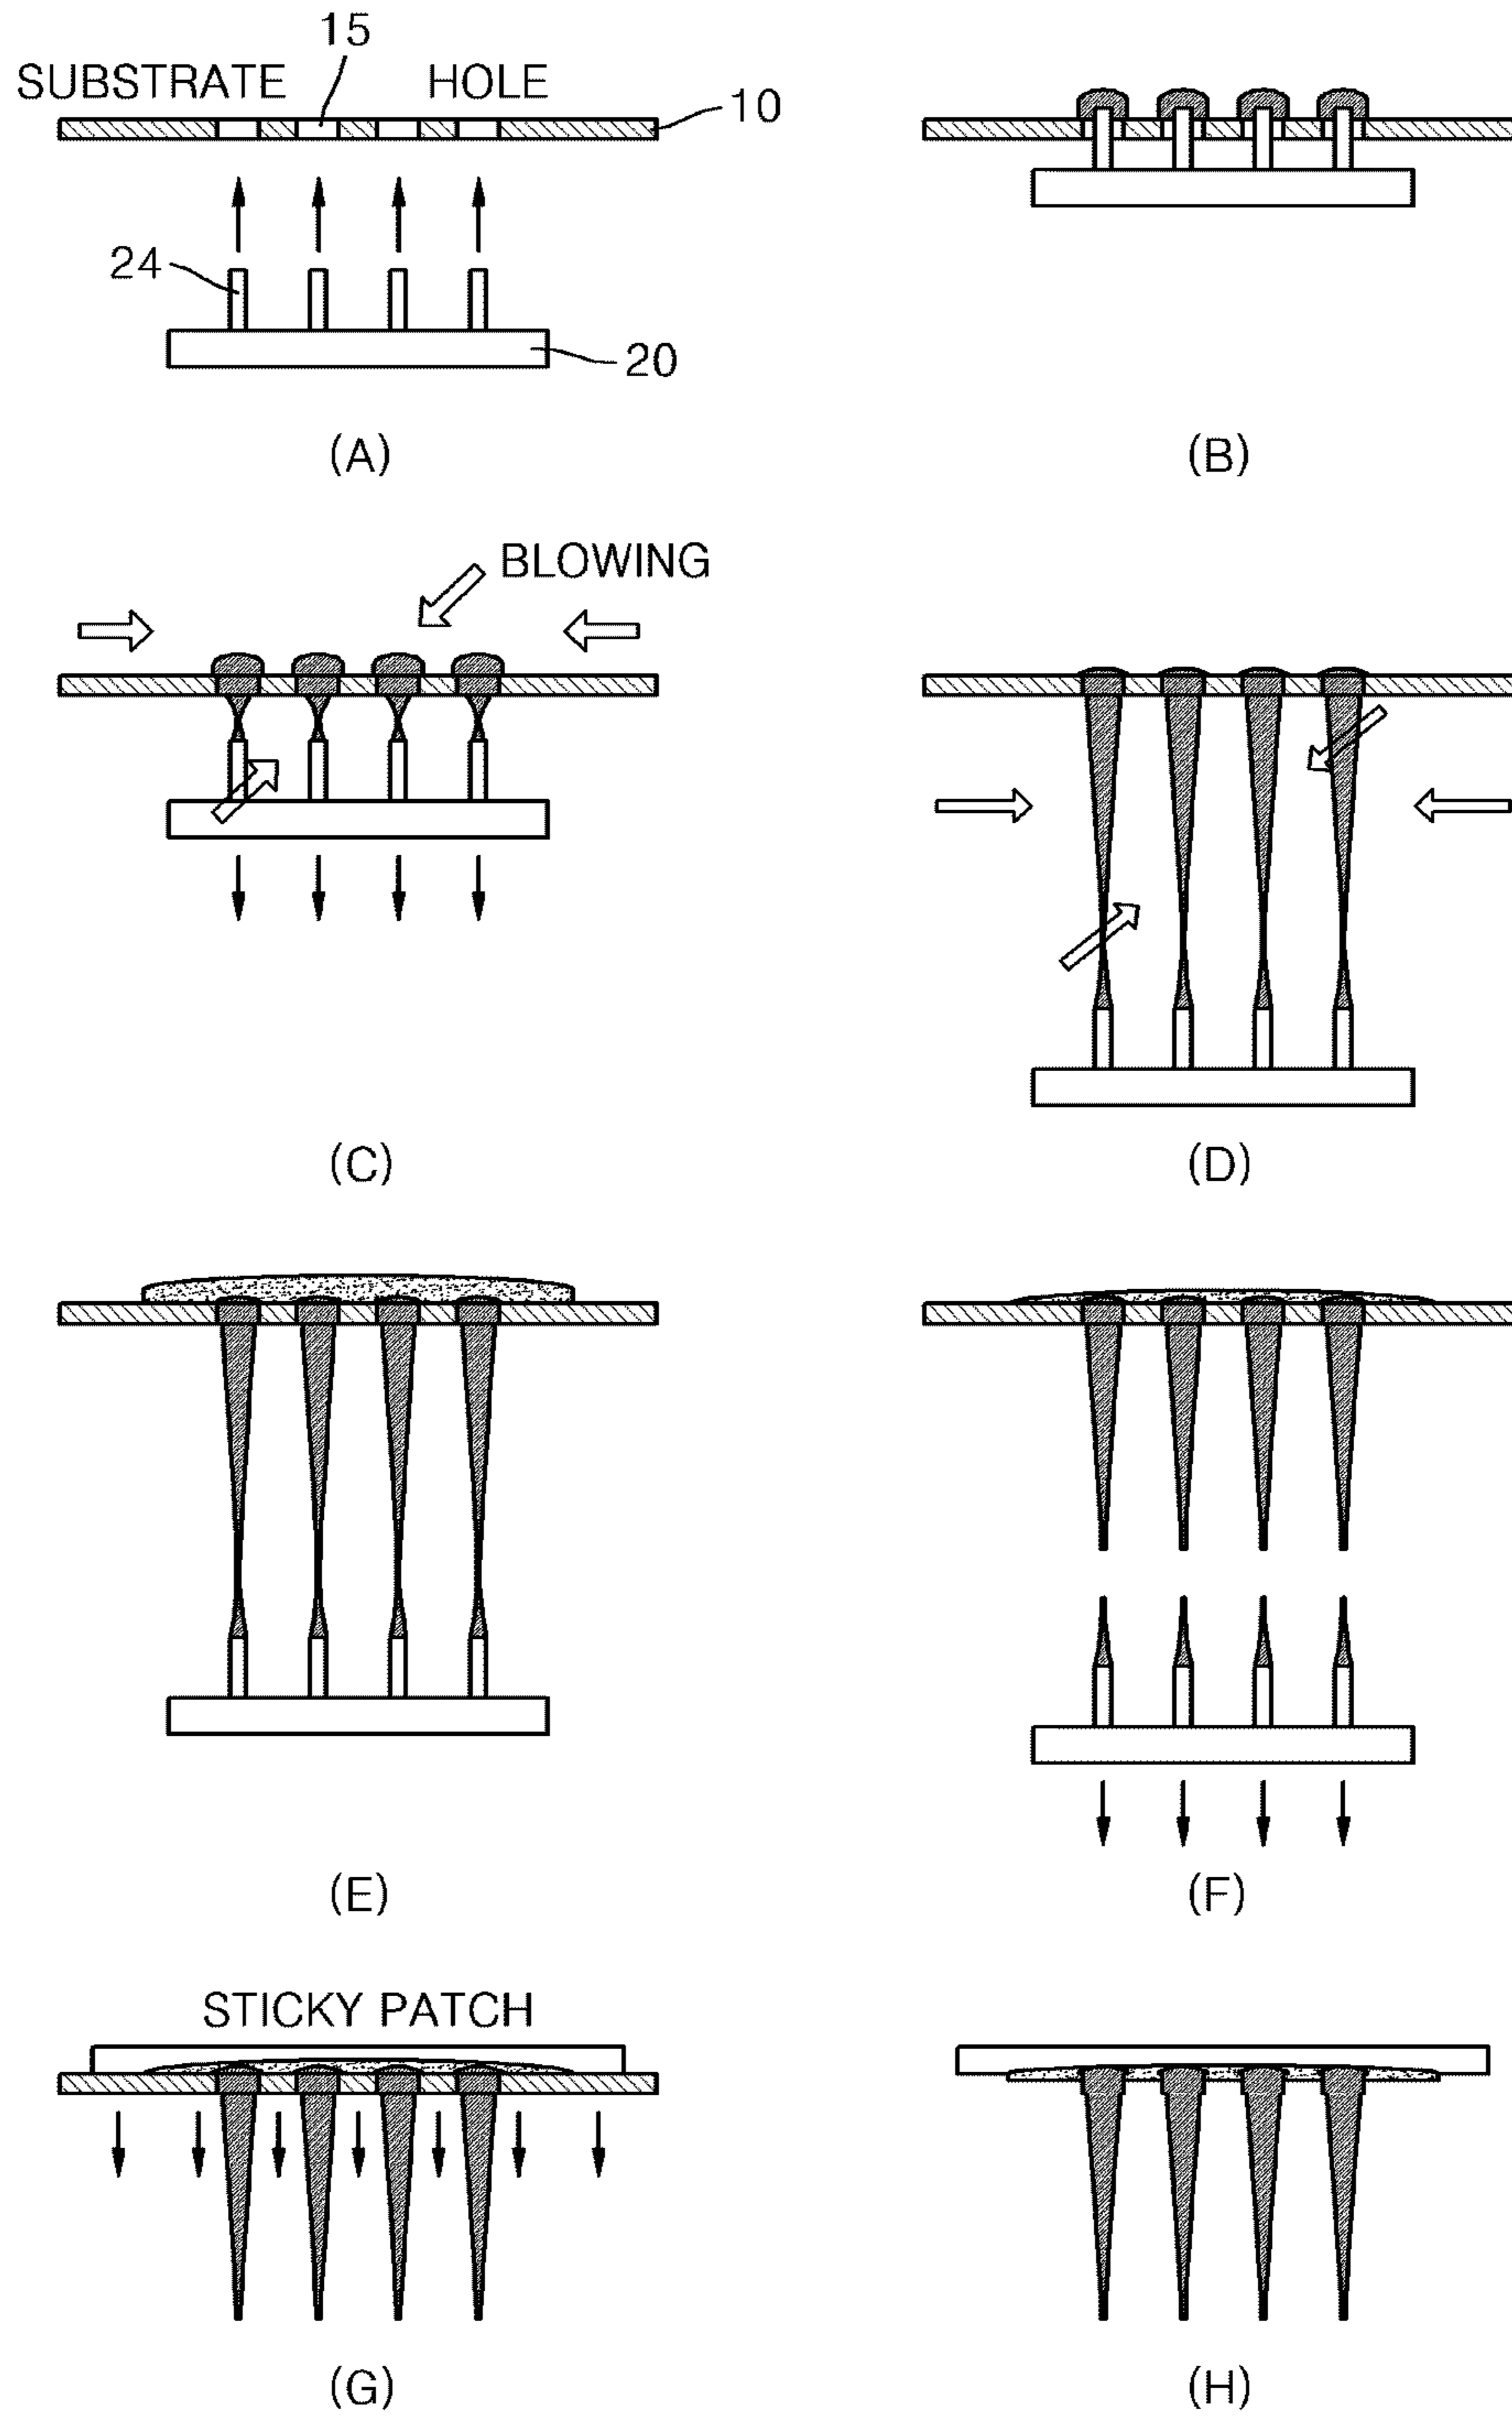 15
SUBSTRATE HOLE
10
24
20
(A)
(B)
BLOWING
(C)
(D)
(E)
(F)
STICKY PATCH
(G)
(H)